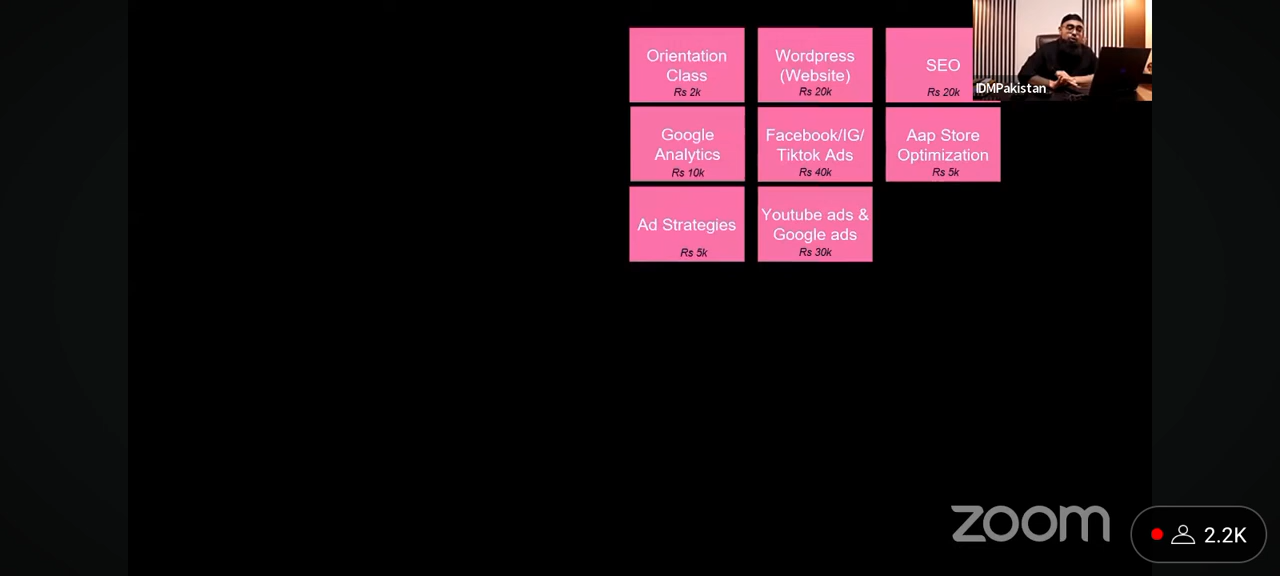 Orientation
Class
Rs 2k
Wordpress
(Website)
Rs 20k
SEO
Rs 20k
IDMPakistan
Google
Analytics
Rs 10k
Facebook/IG/
Tiktok Ads
Rs 40k
Aap Store
Optimization
Rs 5k
Ad Strategies
Rs 5k
Youtube ads &
Google ads
Rs 30k
zoom
2.2K